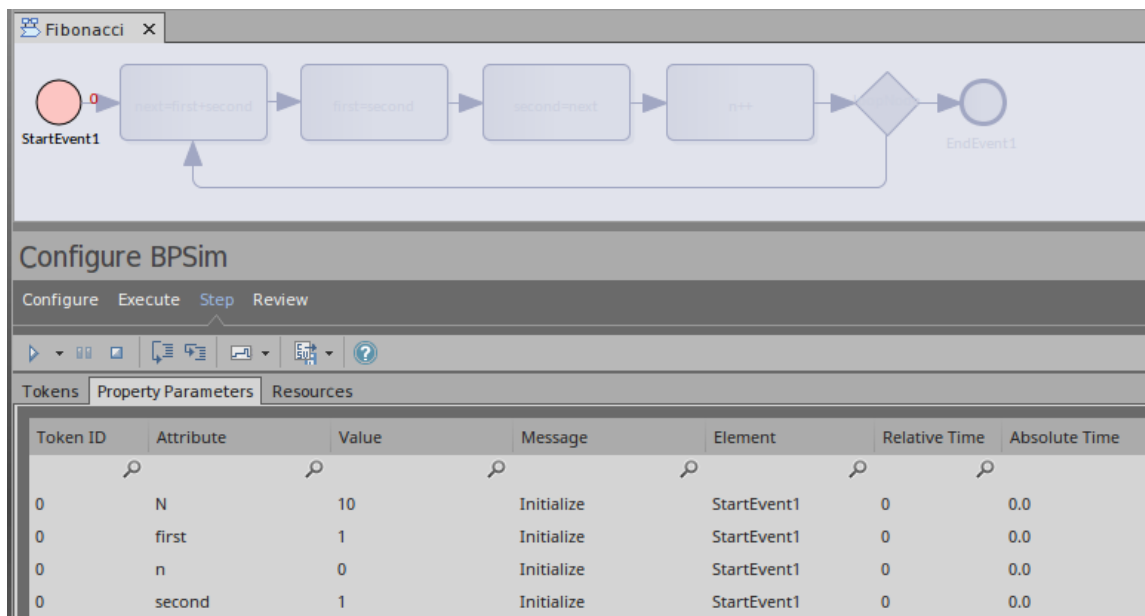 Fibonacci
0
StartEvent1
next=first+second
first=second
second=next
n++
EndEvent1
Configure BPSim
Configure Execute Step Review
Tokens Property Parameters Resources
Token ID Attribute Value Message Element Relative Time Absolute Time
0 N 10 Initialize StartEvent1 0 0.0
0 first 1 Initialize StartEvent1 0 0.0
0 n 0 Initialize StartEvent1 0 0.0
0 second 1 Initialize StartEvent1 0 0.0